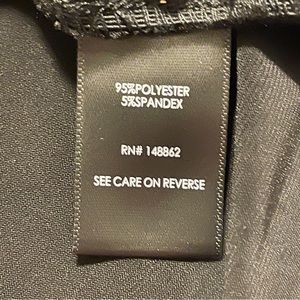 95%POLYESTER
5%SPANDEX
RN# 148862
SEE CARE ON REVERSE